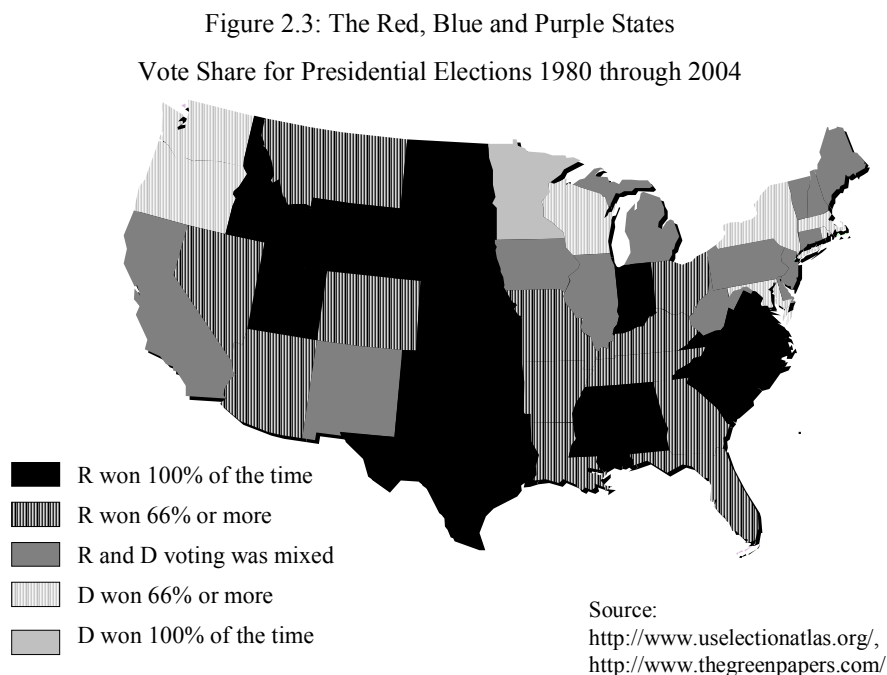 Figure 2.3: The Red, Blue and Purple States
Vote Share for Presidential Elections 1980 through 2004
R won 100% of the time
R won 66% or more
R and D voting was mixed
D won 66% or more
D won 100% of the time
Source:
http://www.uselectionatlas.org/,
http://www.thegreenpapers.com/